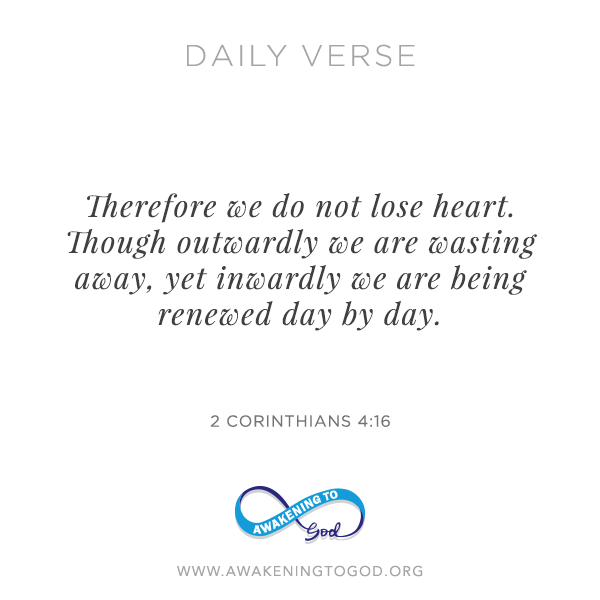 DAILY VERSE
Therefore we do not lose heart.
Though outwardly we are wasting
away, yet inwardly we are being
renewed day by day.
2 CORINTHIANS 4:16
AWAKENING TO
God
WWW.AWAKENINGTOGOD.ORG